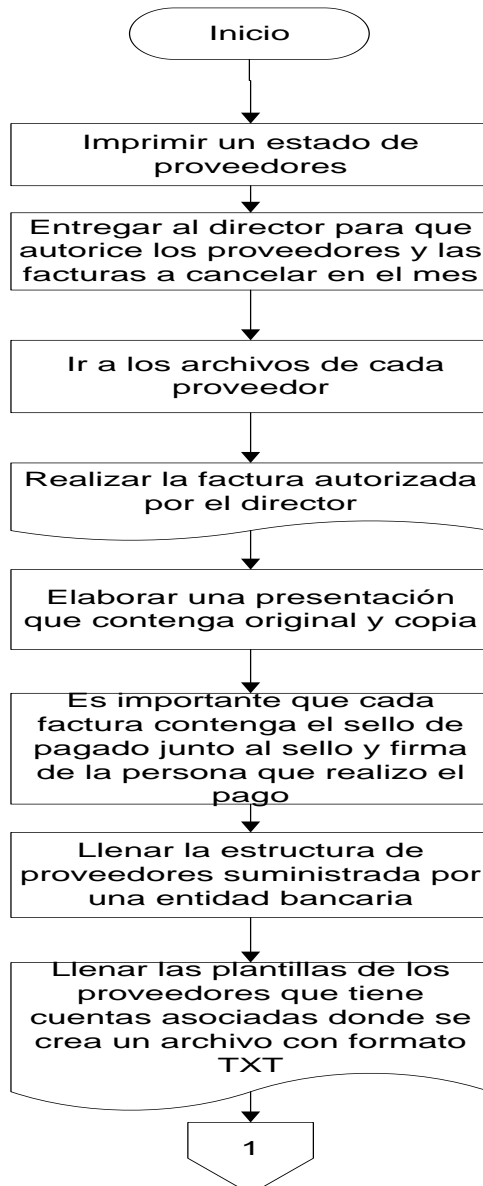 Inicio
Imprimir un estado de
proveedores
Entregar al director para que
autorice los proveedores y las
facturas a cancelar en el mes
Ir a los archivos de cada
proveedor
Realizar la factura autorizada
por el director
Elaborar una presentación
que contenga original y copia
Es importante que cada
factura contenga el sello de
pagado junto al sello y firma
de la persona que realizo el
pago
Llenar la estructura de
proveedores suministrada por
una entidad bancaria
Llenar las plantillas de los
proveedores que tiene
cuentas asociadas donde se
crea un archivo con formato
TXT
1